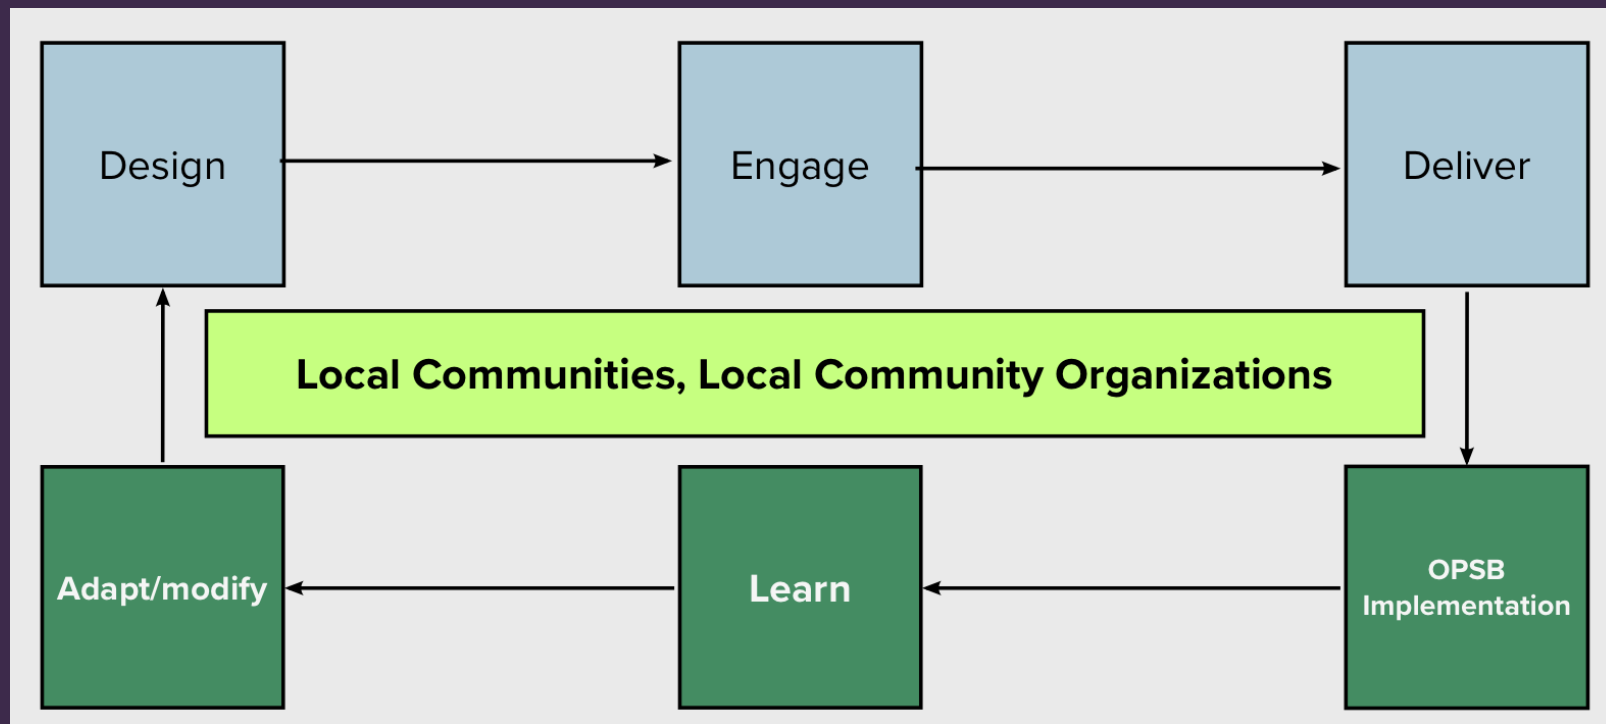 Design
Engage
Deliver
Local Communities, Local Community Organizations
Adapt/modify
Learn
OPSB
Implementation